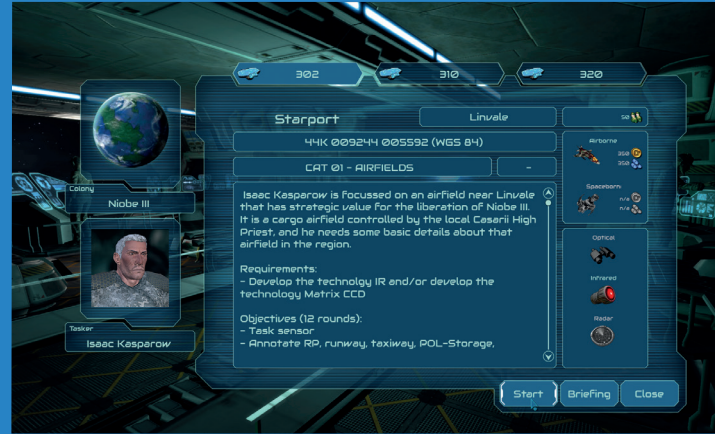 302
310
320
Starport
Linvale
50
44K 009244 005592 (WGS 84)
CAT 01 - AIRFIELDS
-
Airborne
350
350
Spaceborn
n/a
n/a
Colony
Niobe III
Isaac Kasparow is focussed on an airfield near Linvale
that has strategic value for the liberation of Niobe III.
It is a cargo airfield controlled by the local Casarii High
Priest, and he needs some basic details about that
airfield in the region.
Requirements:
- Develop the technolgy IR and/or develop the
technology Matrix CCD
Objectives (12 rounds):
- Task sensor
- Annotate RP, runway, taxiway, POL-Storage,
Optical
Infrared
Radar
Tasker
Isaac Kasparow
Start
Briefing
Close